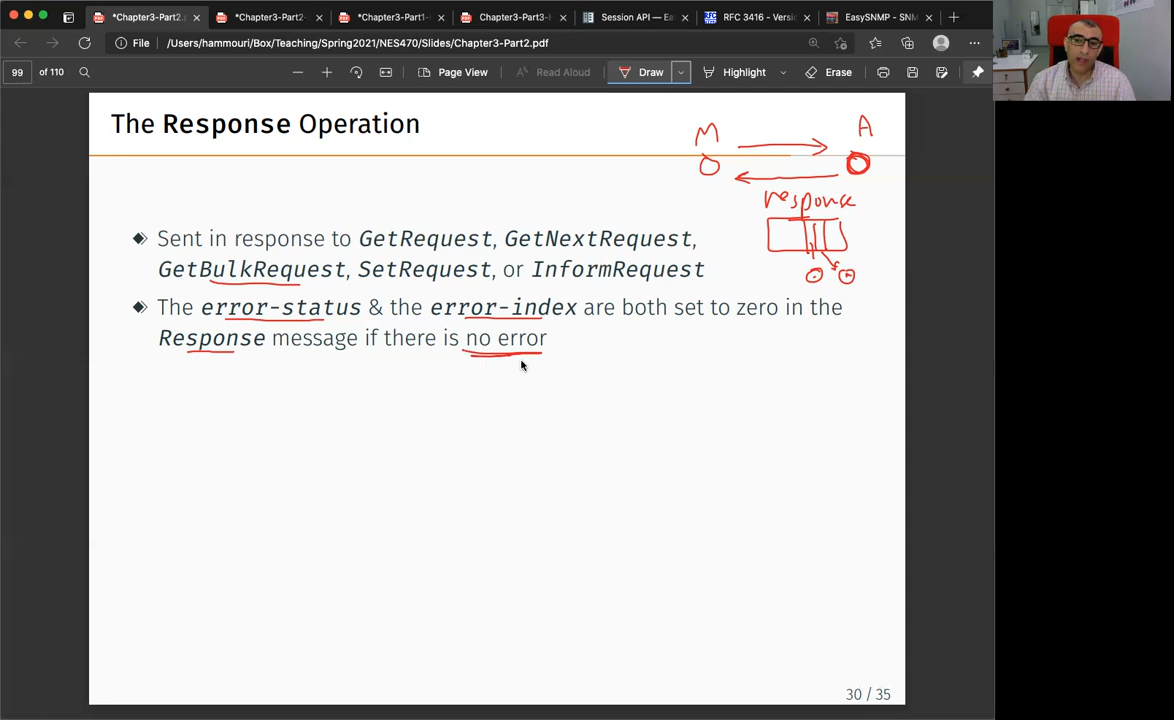 *Chapter3-Part2.
*Chapter3-Part2-
*Chapter3-Part1-
Chapter3-Part3-
Session API — Ea
RFC 3416 - Versi
EasySNMP - SNM
File
/Users/hammouri/Box/Teaching/Spring2021/NES470/Slides/Chapter3-Part2.pdf
99 of 110
Page View
Read Aloud
Draw
Highlight
Erase
The Response Operation
M
A
response
Sent in response to GetRequest, GetNextRequest,
GetBulkRequest, SetRequest, or InformRequest
The error-status & the error-index are both set to zero in the
Response message if there is no error
30 / 35